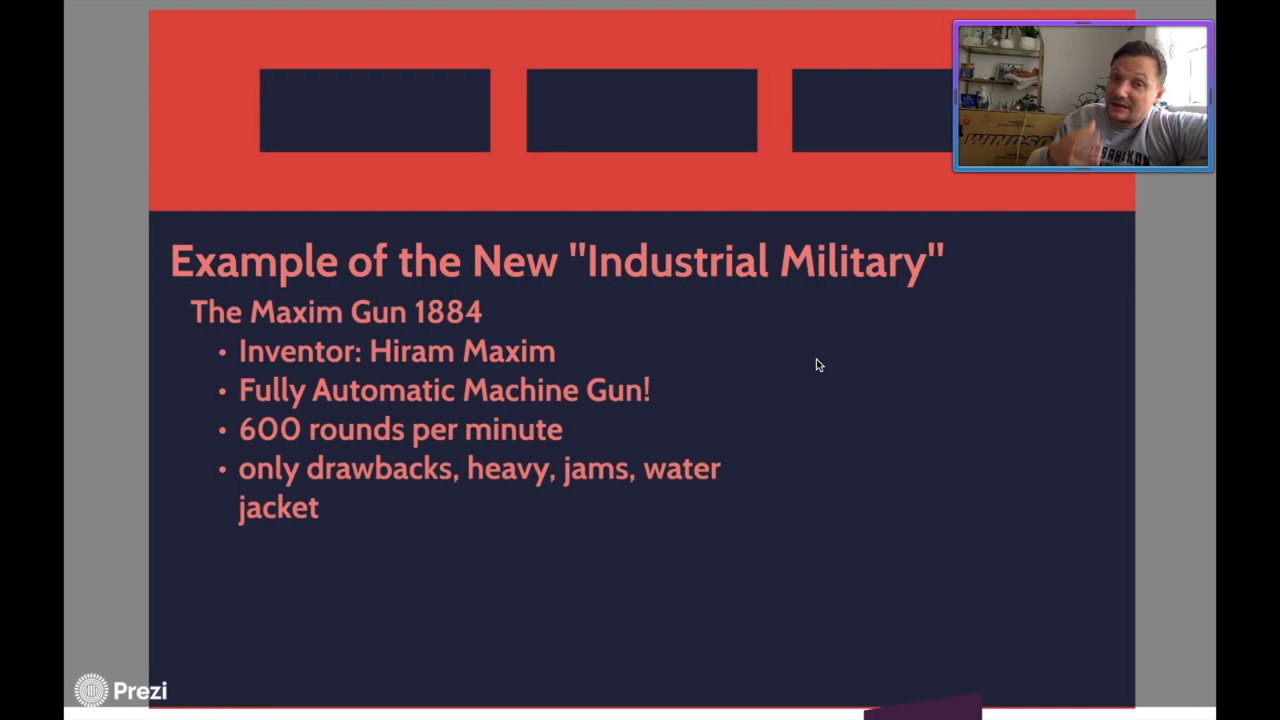 Example of the New "Industrial Military"
The Maxim Gun 1884
• Inventor: Hiram Maxim
• Fully Automatic Machine Gun!
• 600 rounds per minute
• only drawbacks, heavy, jams, water
jacket
Prezi